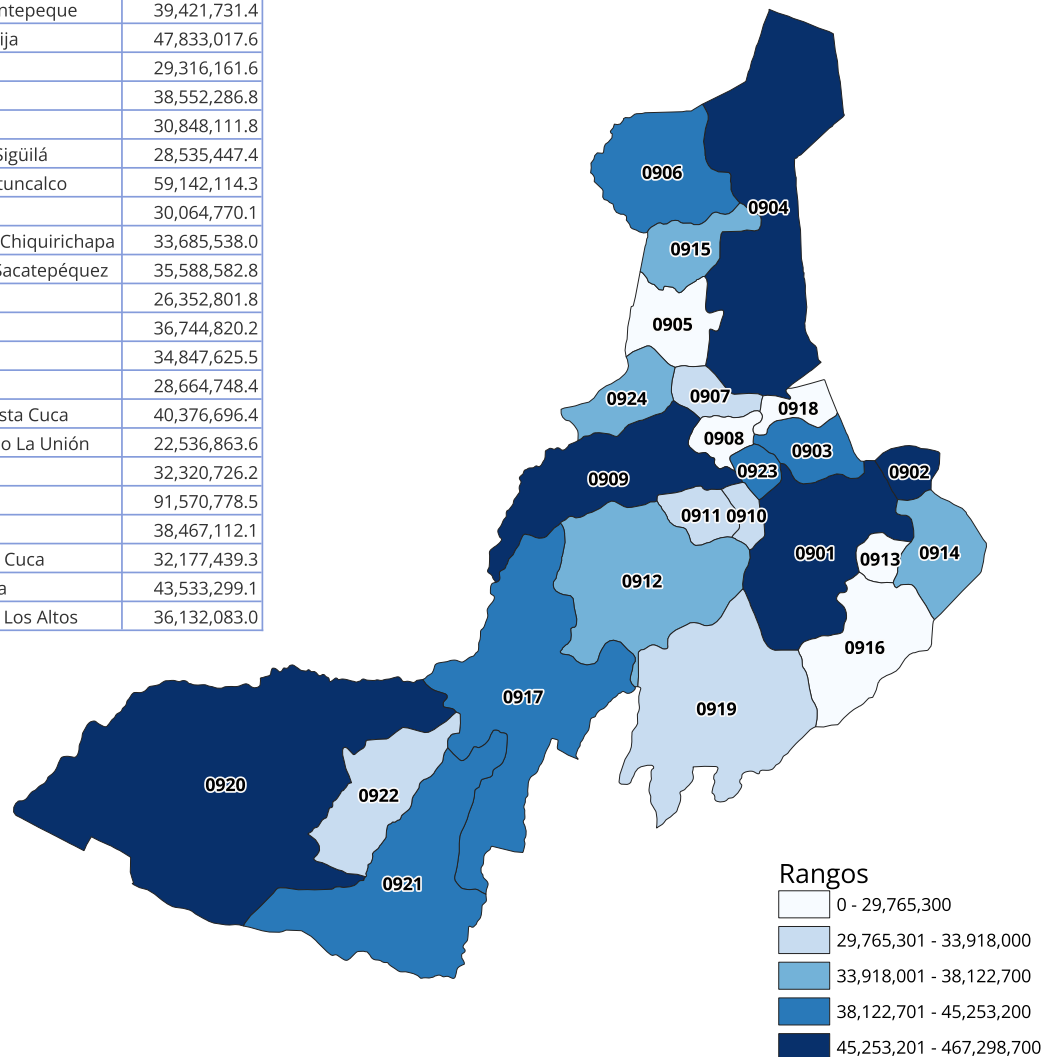 ntepeque 39,421,731.4
ija 47,833,017.6
29,316,161.6
38,552,286.8
30,848,111.8
Sigüilá 28,535,447.4
tuncalco 59,142,114.3
30,064,770.1
Chiquirichapa 33,685,538.0
Sacatepéquez 35,588,582.8
26,352,801.8
36,744,820.2
34,847,625.5
28,664,748.4
sta Cuca 40,376,696.4
o La Unión 22,536,863.6
32,320,726.2
91,570,778.5
38,467,112.1
Cuca 32,177,439.3
a 43,533,299.1
Los Altos 36,132,083.0
0906
0904
0915
0905
0924
0907
0918
0908
0903
0909
0923
0902
0911
0910
0901
0913
0914
0912
0916
0917
0919
0920
0922
0921
Rangos
0 - 29,765,300
29,765,301 - 33,918,000
33,918,001 - 38,122,700
38,122,701 - 45,253,200
45,253,201 - 467,298,700